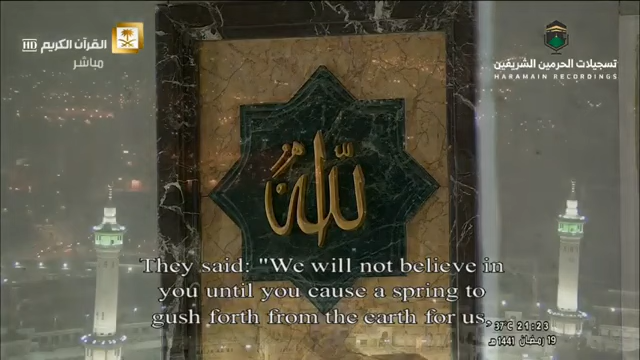 القرآن الكريم HD
مباشر
تسجيلات الحرمين الشريفين
HARAMAIN RECORDINGS
الله
They said: "We will not believe in
you until you cause a spring to
gush forth from the earth for us,
37°C 21:23
19 رمضان 1441 هـ